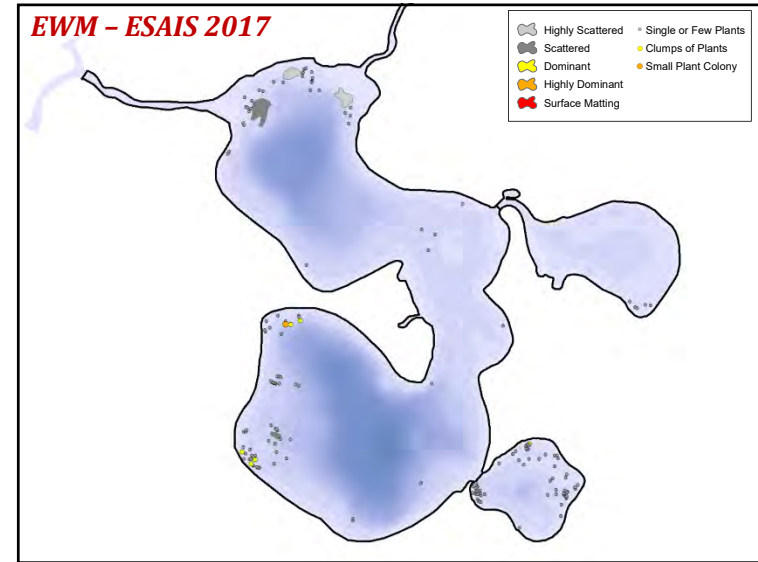 EWM – ESAIS 2017
Highly Scattered
Scattered
Dominant
Highly Dominant
Surface Matting
Single or Few Plants
Clumps of Plants
Small Plant Colony